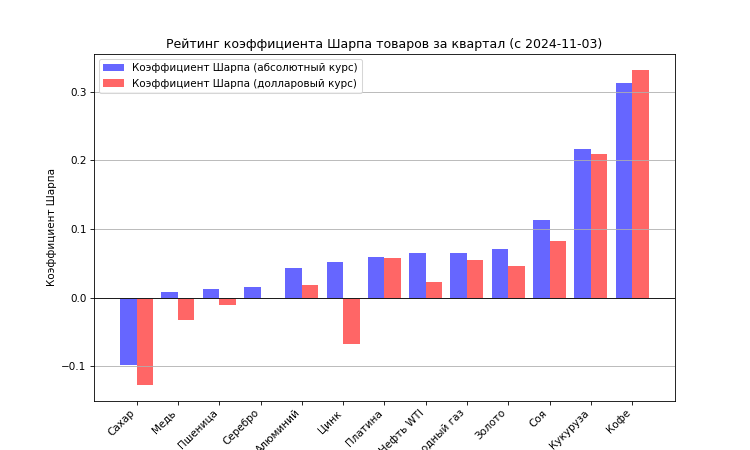 Рейтинг коэффициента Шарпа товаров за квартал (с 2024-11-03)
Коэффициент Шарпа (абсолютный курс)
Коэффициент Шарпа (долларовый курс)
Коэффициент Шарпа
0.3
0.2
0.1
0.0
−0.1
Сахар
Медь
Пшеница
Серебро
Алюминий
Цинк
Платина
Нефть WTI
газ
Золото
Соя
Кукуруза
Кофе